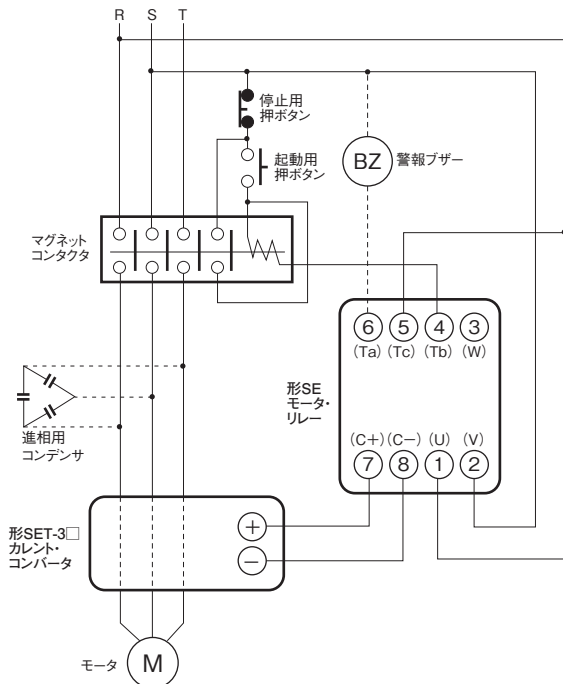 R S T
停止用
押ボタン
起動用
押ボタン
BZ 警報ブザー
マグネット
コンタクタ
6 5 4 3
(Ta) (Tc) (Tb) (W)
形SE
モータ・
リレー
(C+) (C−) (U) (V)
7 8 1 2
進相用
コンデンサ
形SET-3□
カレント・
コンバータ
+
−
モータ M